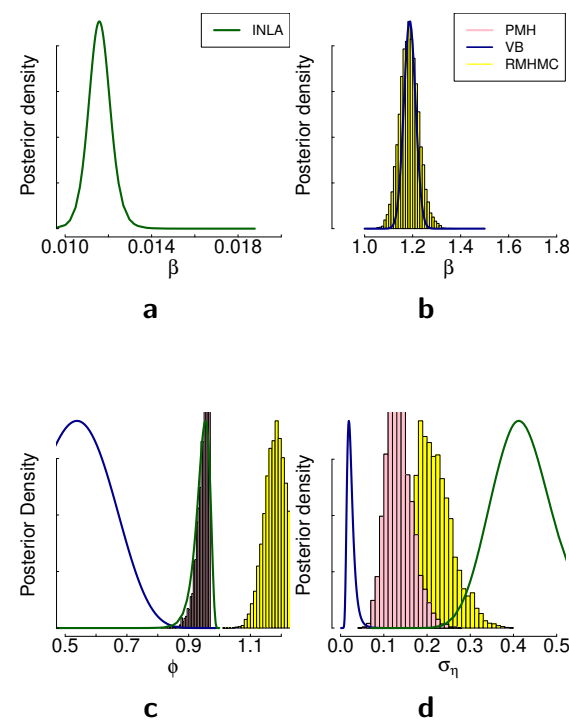 INLA
Posterior density
0.010 0.014 0.018
β
a
PMH
VB
RMHMC
Posterior density
1.0 1.2 1.4 1.6 1.8
β
b
Posterior Density
0.5 0.7 0.9 1.1
ϕ
c
Posterior density
0.0 0.1 0.2 0.3 0.4 0.5
ση
d